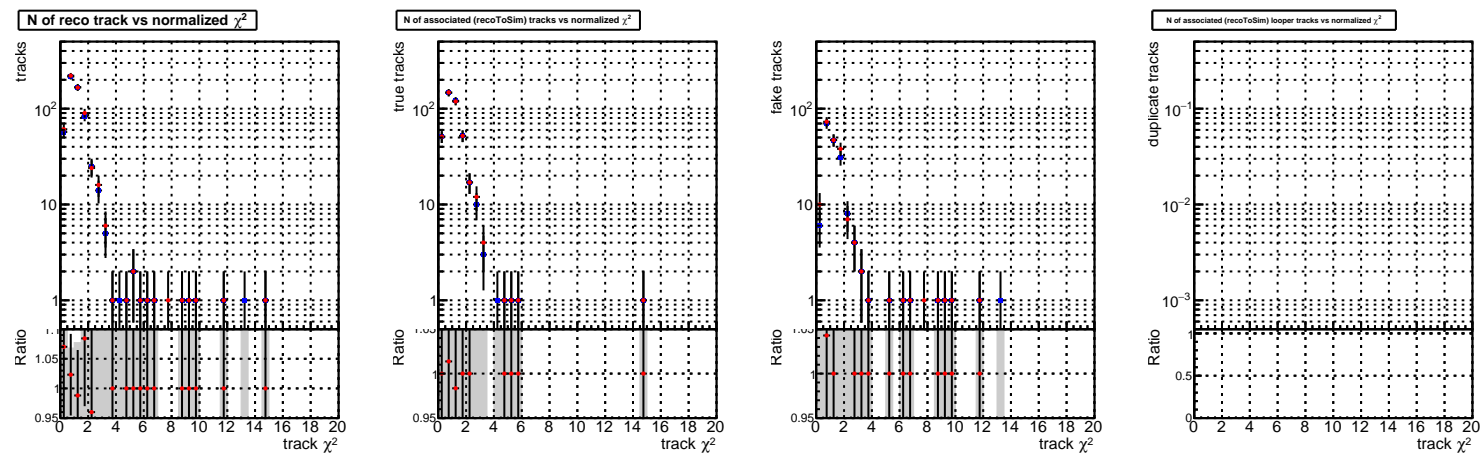 N of reco track vs normalized χ²
tracks
10²
10
1
Ratio
1.1
1.05
1
0.95
0 2 4 6 8 10 12 14 16 18 20
track χ²
N of associated (recoToSim) tracks vs normalized χ²
true tracks
10²
10
1
Ratio
1.05
1
0.95
0 2 4 6 8 10 12 14 16 18 20
track χ²
fake tracks
10²
10
1
Ratio
1.05
1
0.95
0 2 4 6 8 10 12 14 16 18 20
track χ²
N of associated (recoToSim) looper tracks vs normalized χ²
duplicate tracks
10⁻¹
10⁻²
10⁻³
Ratio
1
0.5
0
0 2 4 6 8 10 12 14 16 18 20
track χ²